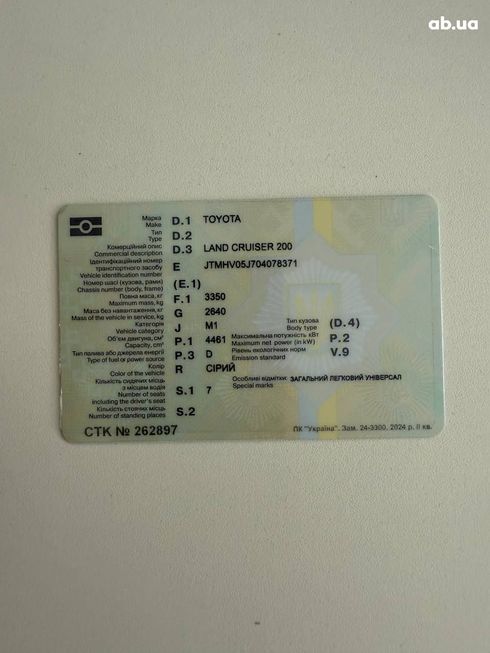 ab.ua
Марка
Make D.1 TOYOTA
Тип
Type D.2
Комерційний опис
Commercial description D.3 LAND CRUISER 200
Ідентифікаційний номер
транспортного засобу
Vehicle identification number E JTMHV05J704078371
Номер шасі (кузова, рами)
Chassis number (body, frame) (E.1)
Повна маса, кг
Maximum mass, kg F.1 3350
Маса без навантаження, кг
Mass of the vehicle in service, kg G 2640
Категорія
Vehicle category J M1
Тип кузова
Body type (D.4)
Об'єм двигуна, см³
Capacity, cm³ P.1 4461
Максимальна потужність кВт
Maximum net power (in kW) P.2
Тип палива або джерела енергії
Type of fuel or power source P.3 D
Рівень екологічних норм
Emission standard V.9
Колір
Color of the vehicle R СІРИЙ
Кількість сидячих місць
з місцем водія
Number of seats
including the driver's seat S.1 7
Особливі відмітки: ЗАГАЛЬНИЙ ЛЕГКОВИЙ УНІВЕРСАЛ
Special marks
Кількість стоячих місць
Number of standing places S.2
СТК № 262897
ПК "Україна". Зам. 24-3300, 2024 р. II кв.